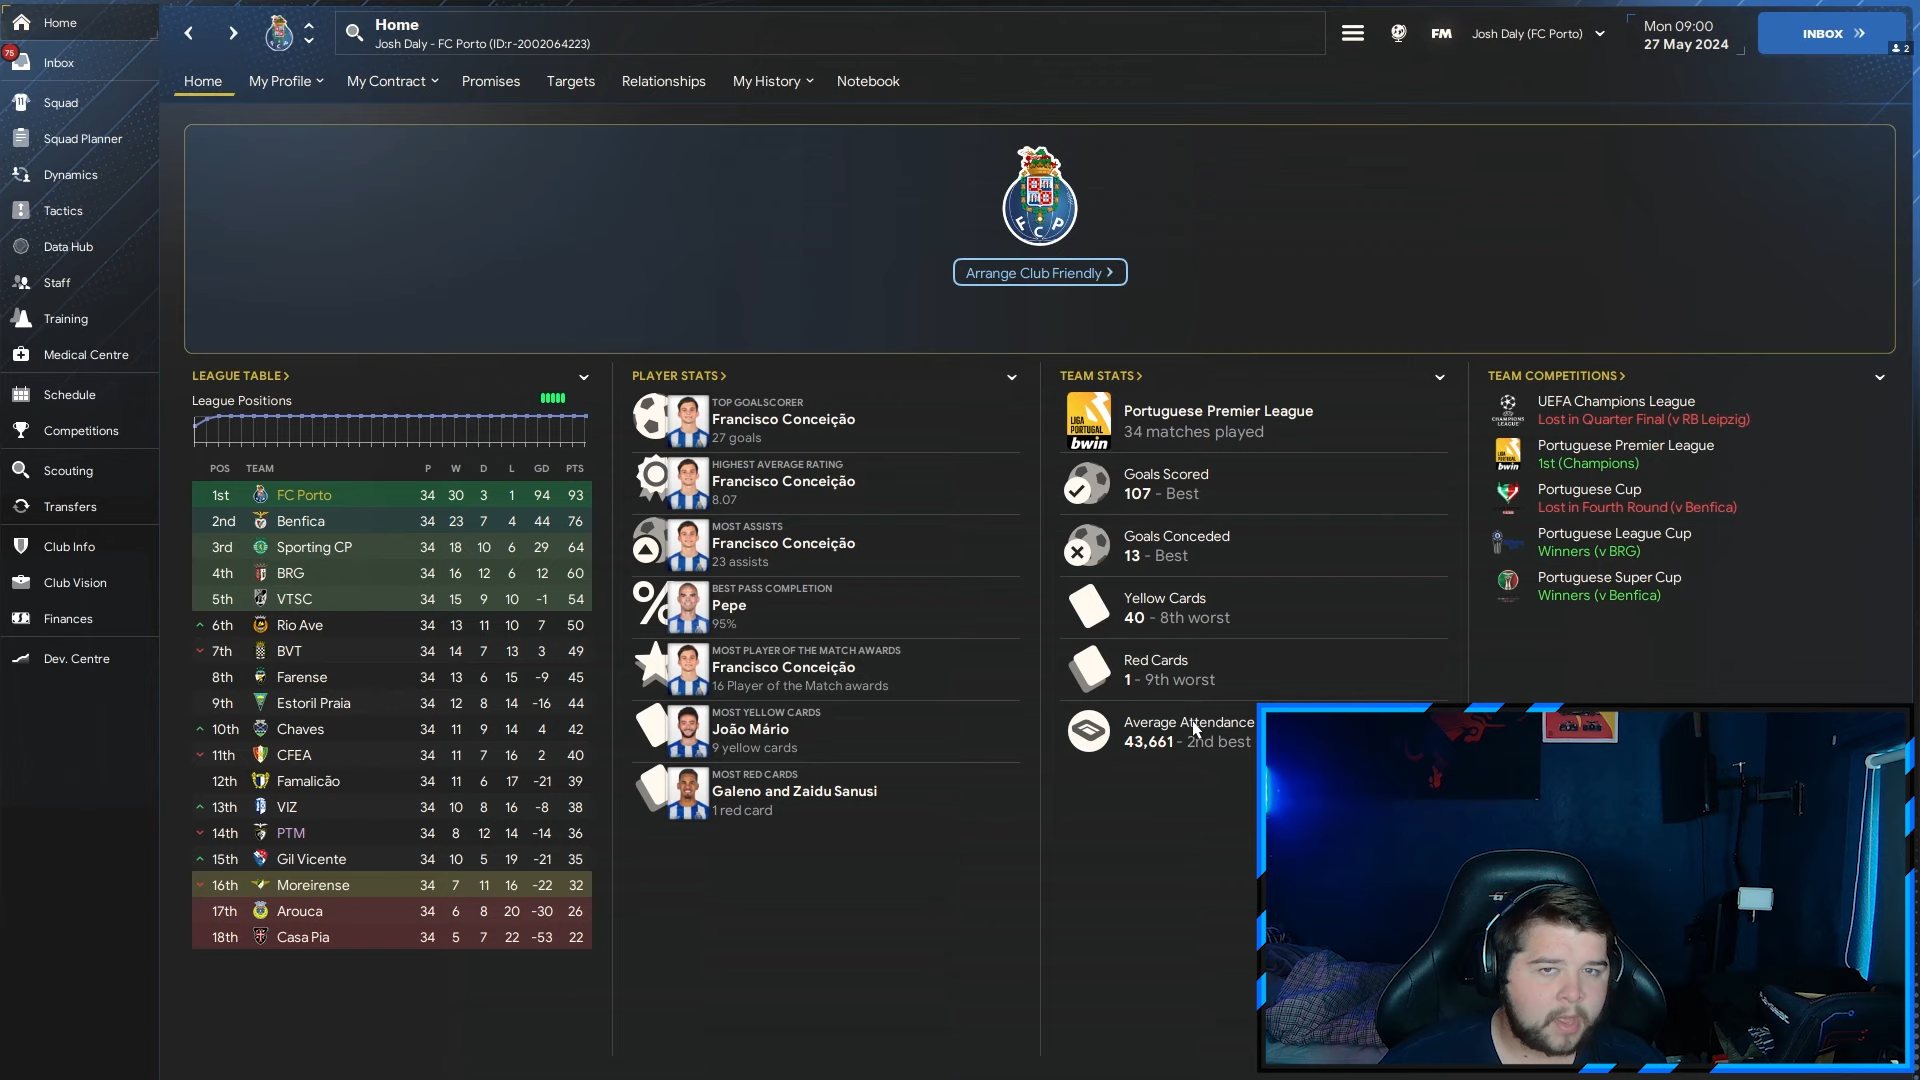 Home
75
Inbox
Squad
Squad Planner
Dynamics
Tactics
Data Hub
Staff
Training
Medical Centre
Schedule
Competitions
Scouting
Transfers
Club Info
Club Vision
Finances
Dev. Centre
Home
Josh Daly - FC Porto (ID:r-2002064223)
FM
Josh Daly (FC Porto)
Mon 09:00
27 May 2024
INBOX
2
Home My Profile My Contract Promises Targets Relationships My History Notebook
F C P
Arrange Club Friendly >
LEAGUE TABLE >
League Positions
POS TEAM P W D L GD PTS
1st FC Porto 34 30 3 1 94 93
2nd Benfica 34 23 7 4 44 76
3rd Sporting CP 34 18 10 6 29 64
4th BRG 34 16 12 6 12 60
5th VTSC 34 15 9 10 -1 54
6th Rio Ave 34 13 11 10 7 50
7th BVT 34 14 7 13 3 49
8th Farense 34 13 6 15 -9 45
9th Estoril Praia 34 12 8 14 -16 44
10th Chaves 34 11 9 14 4 42
11th CFEA 34 11 7 16 2 40
12th Famalicão 34 11 6 17 -21 39
13th VIZ 34 10 8 16 -8 38
14th PTM 34 8 12 14 -14 36
15th Gil Vicente 34 10 5 19 -21 35
16th Moreirense 34 7 11 16 -22 32
17th Arouca 34 6 8 20 -30 26
18th Casa Pia 34 5 7 22 -53 22
PLAYER STATS >
TOP GOALSCORER
Francisco Conceição
27 goals
HIGHEST AVERAGE RATING
Francisco Conceição
8.07
MOST ASSISTS
Francisco Conceição
23 assists
BEST PASS COMPLETION
Pepe
95%
MOST PLAYER OF THE MATCH AWARDS
Francisco Conceição
16 Player of the Match awards
MOST YELLOW CARDS
João Mário
9 yellow cards
MOST RED CARDS
Galeno and Zaidu Sanusi
1 red card
TEAM STATS >
LIGA
PORTUGAL
bwin
Portuguese Premier League
34 matches played
Goals Scored
107 - Best
Goals Conceded
13 - Best
Yellow Cards
40 - 8th worst
Red Cards
1 - 9th worst
Average Attendance
43,661 - 2nd best
TEAM COMPETITIONS >
UEFA Champions League
Lost in Quarter Final (v RB Leipzig)
Portuguese Premier League
1st (Champions)
Portuguese Cup
Lost in Fourth Round (v Benfica)
Portuguese League Cup
Winners (v BRG)
Portuguese Super Cup
Winners (v Benfica)